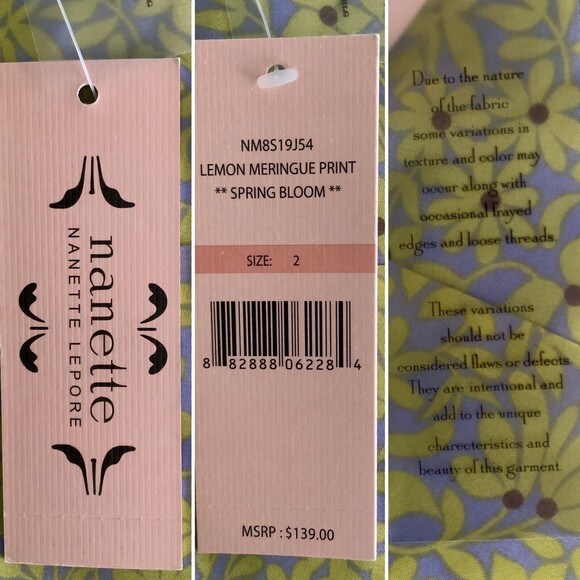 nanette
NANETTE LEPORE
NM8S19J54
LEMON MERINGUE PRINT
** SPRING BLOOM **
SIZE: 2
8 82888 06228 4
MSRP : $139.00
Due to the nature
of the fabric
some variations in
texture and color may
occur along with
occasional frayed
edges and loose threads.
These variations
should not be
considered flaws or defects.
They are intentional and
add to the unique
charecteristics and
beauty of this garment.